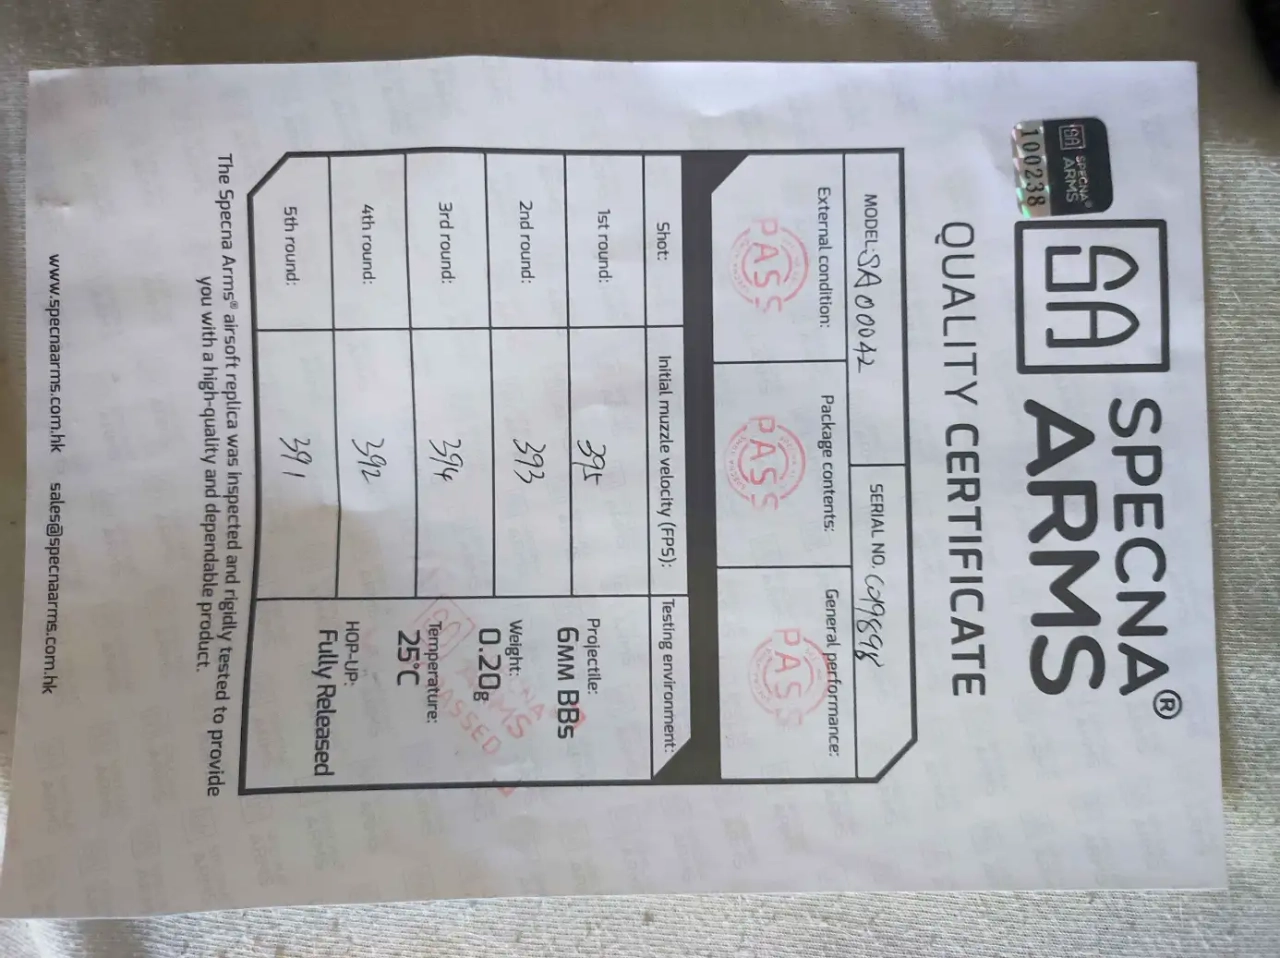 SPECNA
ARMS®
SA
SPECNA®
ARMS
100238
QUALITY CERTIFICATE
MODEL: SA00042
SERIAL NO. C09898
External condition:
Package contents:
General performance:
PASS
PASS
PASS
Shot:
Initial muzzle velocity (FPS):
Testing environment:
1st round:
395
2nd round:
393
3rd round:
394
4th round:
392
5th round:
391
Projectile:
6MM BBs
Weight:
0.20g
Temperature:
25°C
HOP-UP:
Fully Released
PASSED
The Specna Arms® airsoft replica was inspected and rigidly tested to provide
you with a high-quality and dependable product.
www.specnaarms.com.hk sales@specnaarms.com.hk